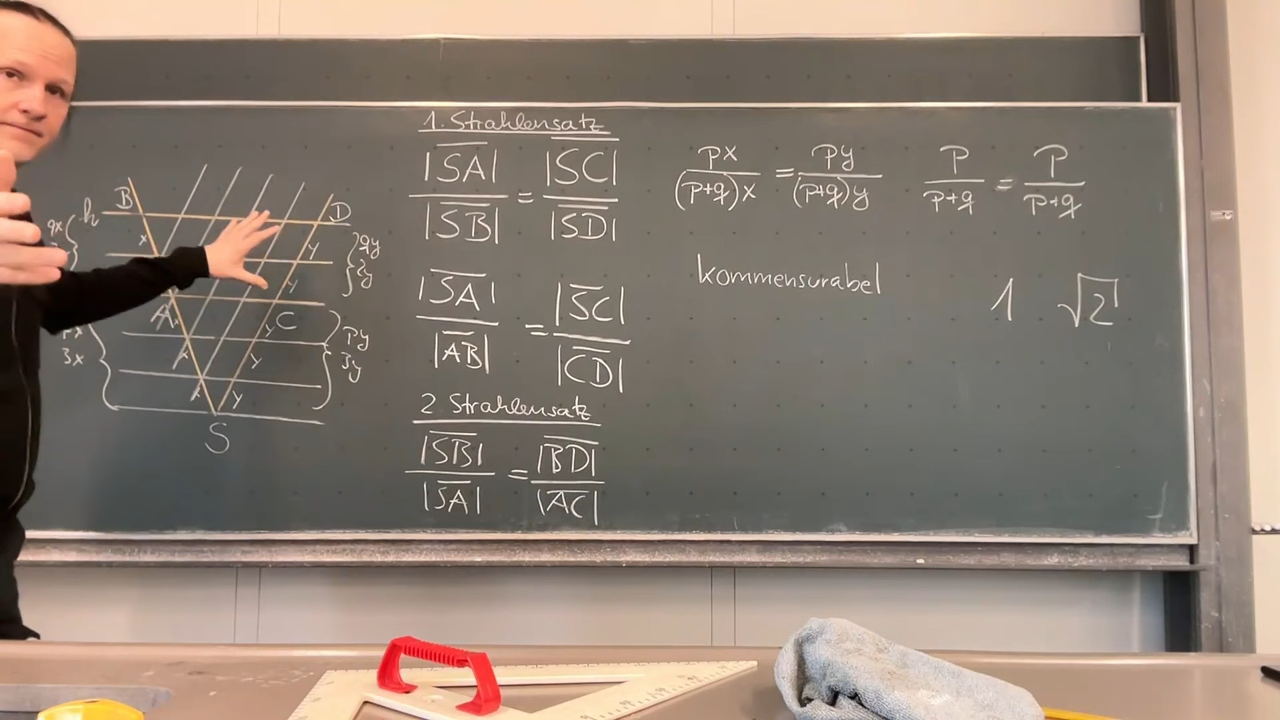 1. Strahlensatz
|SA| / |SB| = |SC| / |SD|
|SA| / |AB| = |SC| / |CD|
2 Strahlensatz
|SB| / |SA| = |BD| / |AC|
px / (p+q)x = py / (p+q)y
p / p+q = p / p+q
kommensurabel
1 √2
B
h
D
qx
x
y
qy
2y
y
A
C
x
y
py
3x
x
y
3y
x
y
S